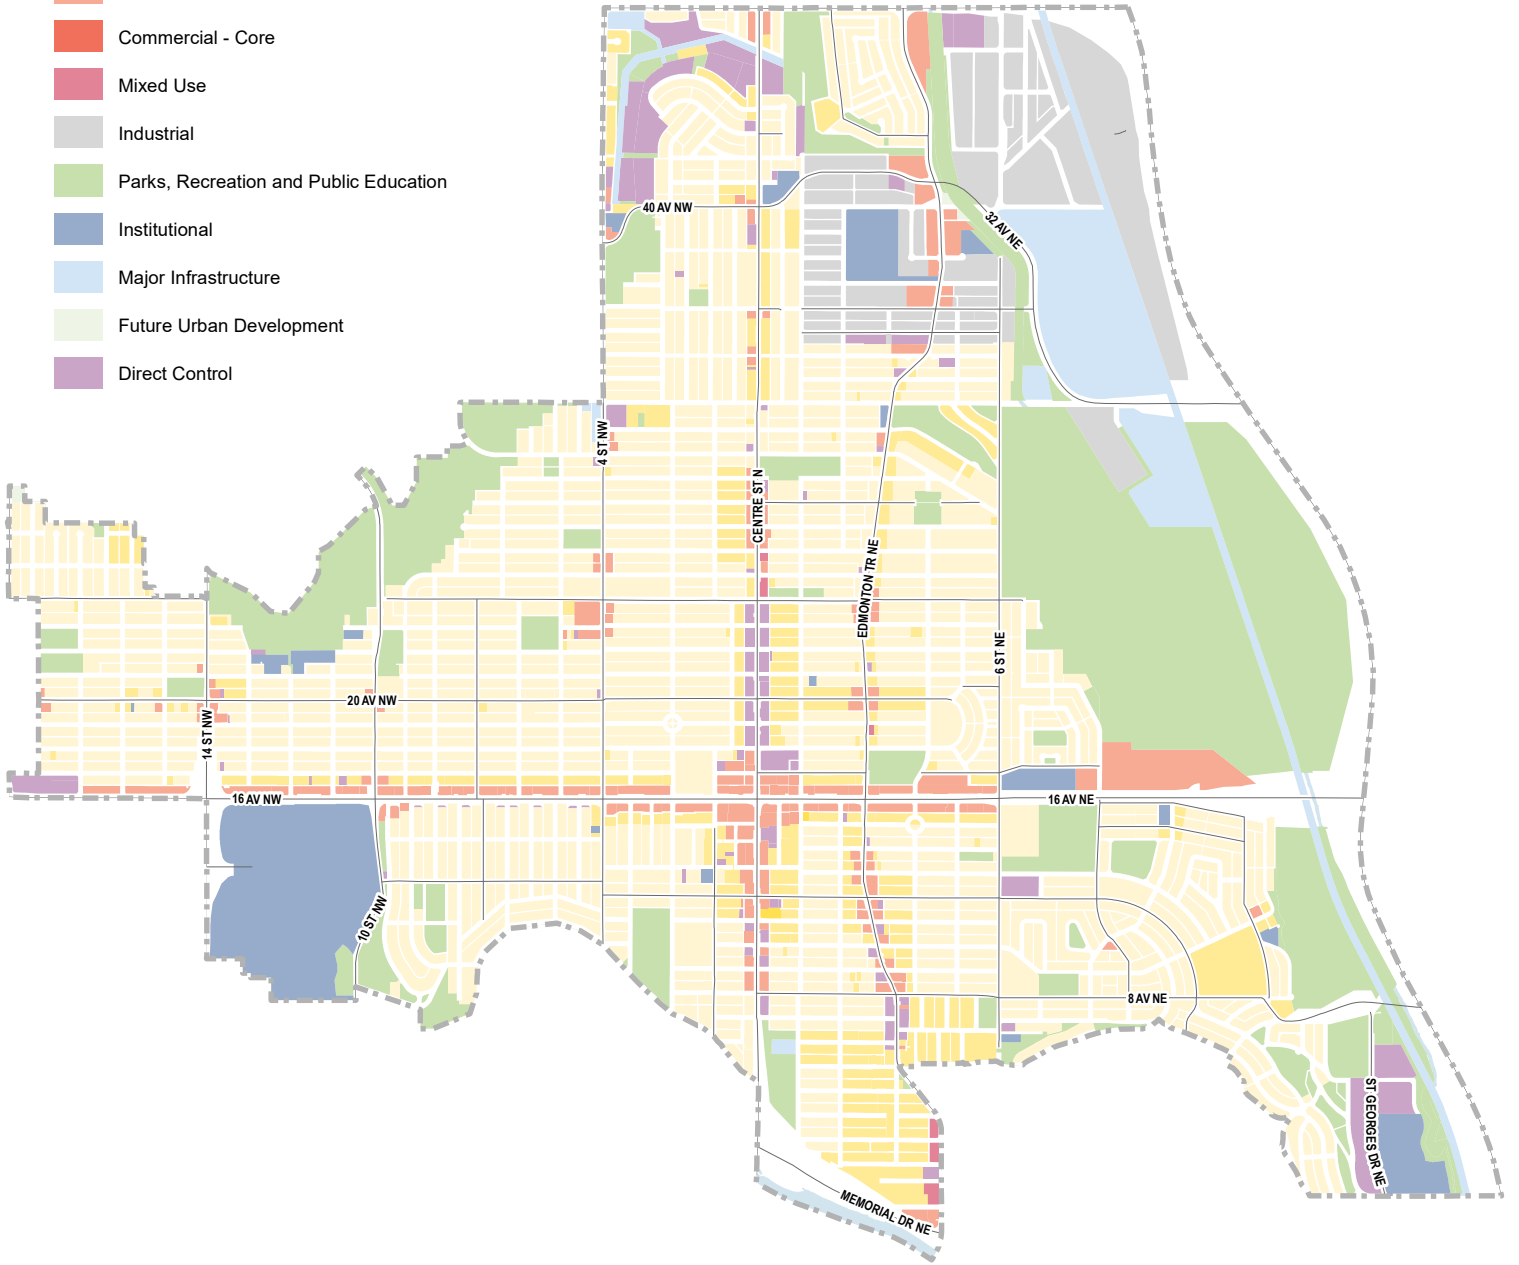 Commercial - Core
Mixed Use
Industrial
Parks, Recreation and Public Education
Institutional
Major Infrastructure
Future Urban Development
Direct Control
40 AV NW
32 AV NE
4 ST NW
CENTRE ST N
EDMONTON TR NE
6 ST NE
20 AV NW
14 ST NW
16 AV NW
16 AV NE
10 ST NW
8 AV NE
ST GEORGES DR NE
MEMORIAL DR NE